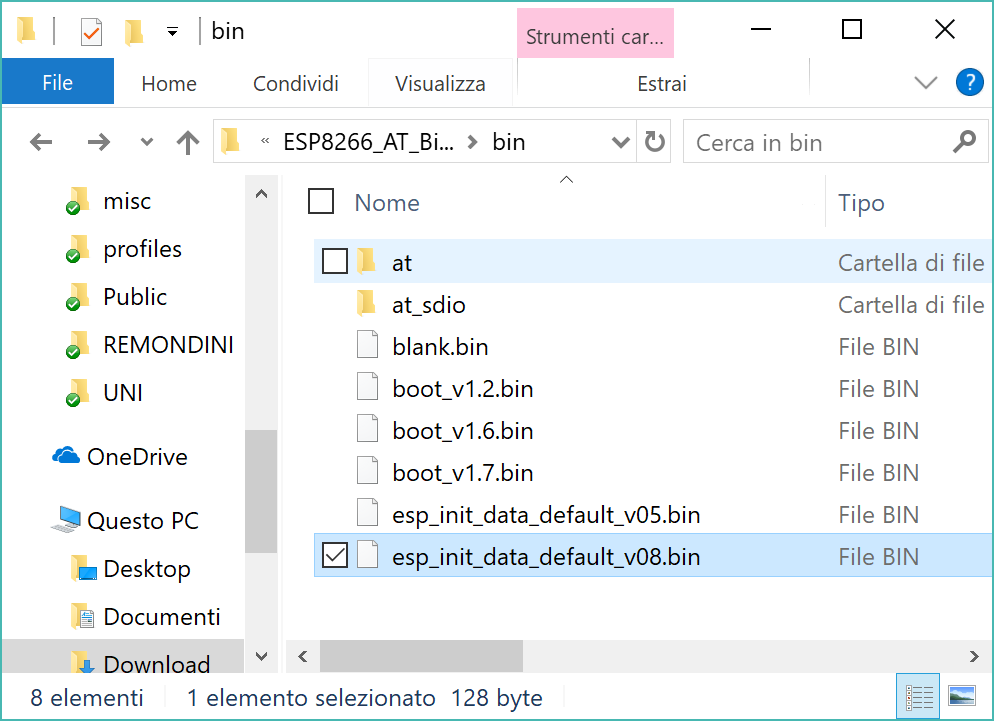 bin
Strumenti car...
File Home Condividi Visualizza Estrai ?
« ESP8266_AT_Bi... bin Cerca in bin
misc
profiles
Public
REMONDINI
UNI
OneDrive
Questo PC
Desktop
Documenti
Download
Nome Tipo
at Cartella di file
at_sdio Cartella di file
blank.bin File BIN
boot_v1.2.bin File BIN
boot_v1.6.bin File BIN
boot_v1.7.bin File BIN
esp_init_data_default_v05.bin File BIN
esp_init_data_default_v08.bin File BIN
8 elementi 1 elemento selezionato 128 byte